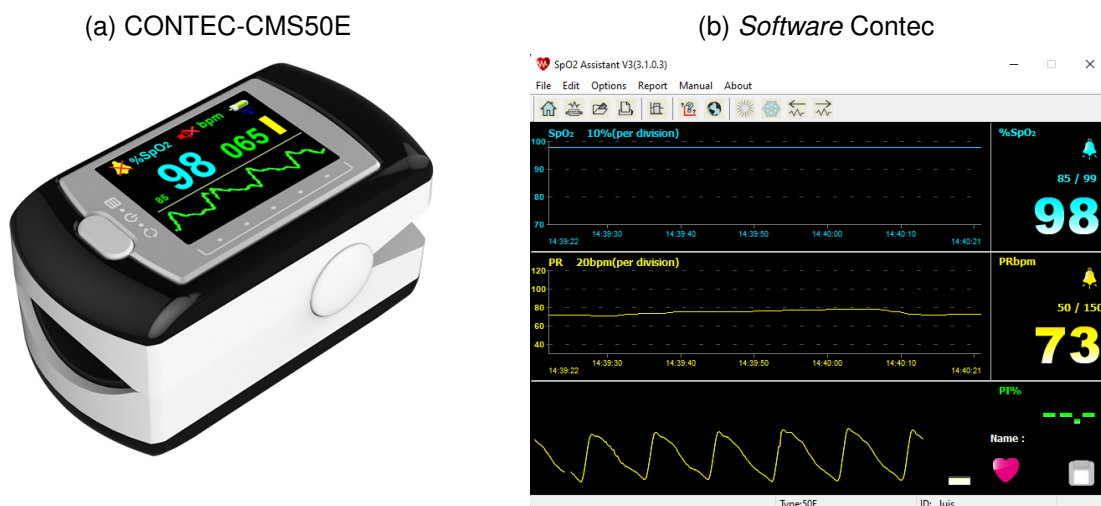 (a) CONTEC-CMS50E
(b) Software Contec
%SpO2
bpm
98
065
85
SpO2 Assistant V3(3.1.0.3)
File Edit Options Report Manual About
SpO2 10%(per division)
100
90
80
70
14:39:22 14:39:30 14:39:40 14:39:50 14:40:00 14:40:10 14:40:21
%SpO2
85 / 99
98
PR 20bpm(per division)
120
100
80
60
40
14:39:22 14:39:30 14:39:40 14:39:50 14:40:00 14:40:10 14:40:21
PRbpm
50 / 150
73
PI%
--.-
Name :
Type:50E ID: luis